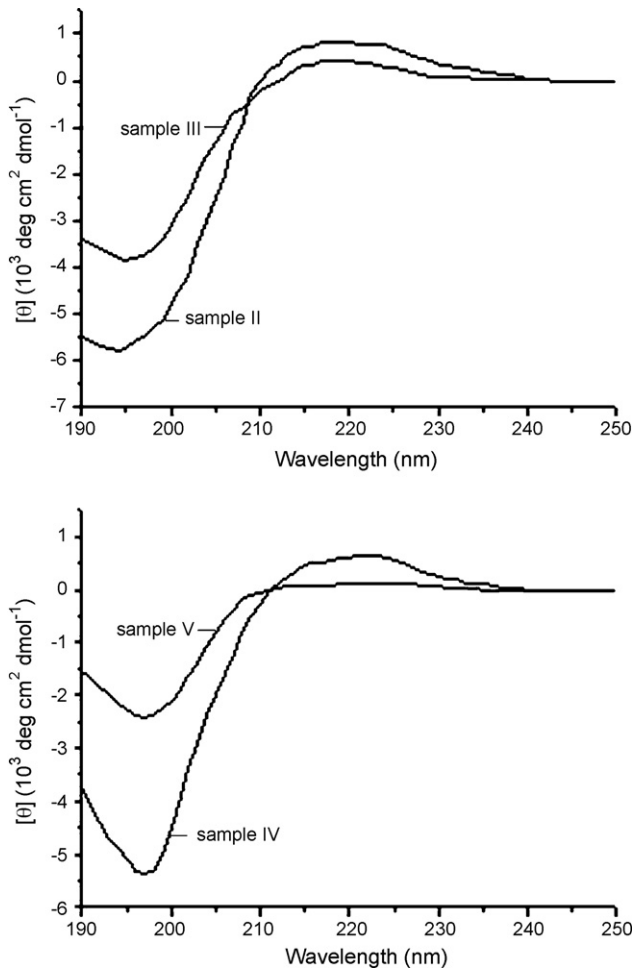 1
0
-1
-2
-3
-4
-5
-6
-7
[θ] (10³ deg cm² dmol⁻¹)
sample III
sample II
190 200 210 220 230 240 250
Wavelength (nm)
1
0
-1
-2
-3
-4
-5
-6
[θ] (10³ deg cm² dmol⁻¹)
sample V
sample IV
190 200 210 220 230 240 250
Wavelength (nm)